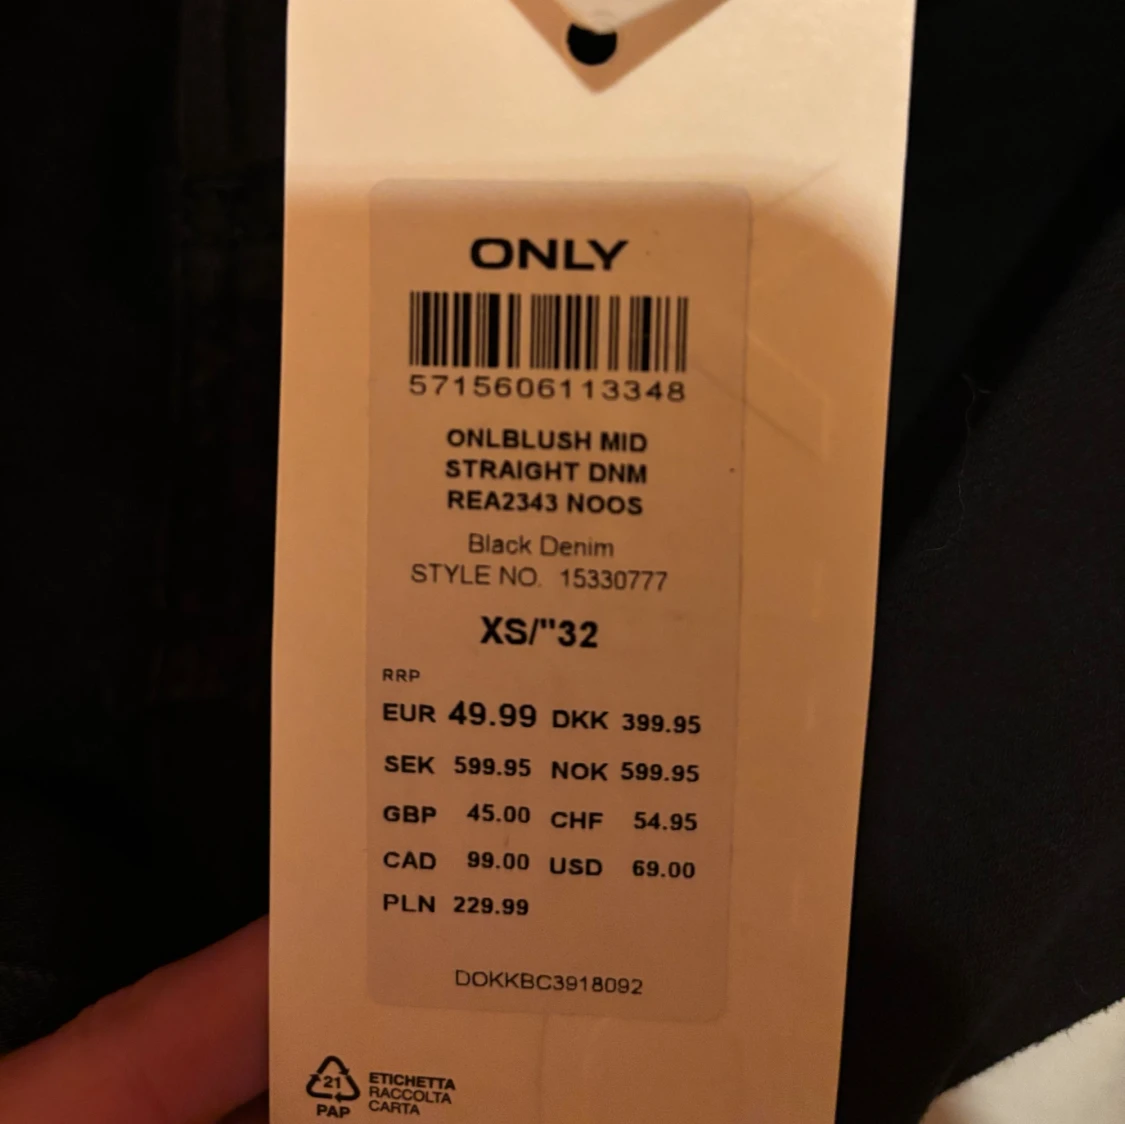 ONLY
5715606113348
ONLBLUSH MID
STRAIGHT DNM
REA2343 NOOS
Black Denim
STYLE NO. 15330777
XS/"32
RRP
EUR 49.99 DKK 399.95
SEK 599.95 NOK 599.95
GBP 45.00 CHF 54.95
CAD 99.00 USD 69.00
PLN 229.99
DOKKBC3918092
21
PAP
ETICHETTA
RACCOLTA
CARTA